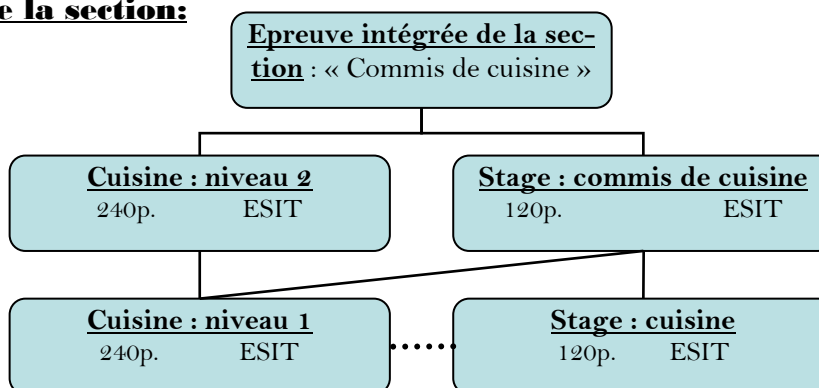 e la section:
Epreuve intégrée de la sec-
tion : « Commis de cuisine »
Cuisine : niveau 2
240p. ESIT
Stage : commis de cuisine
120p. ESIT
Cuisine : niveau 1
240p. ESIT
Stage : cuisine
120p. ESIT